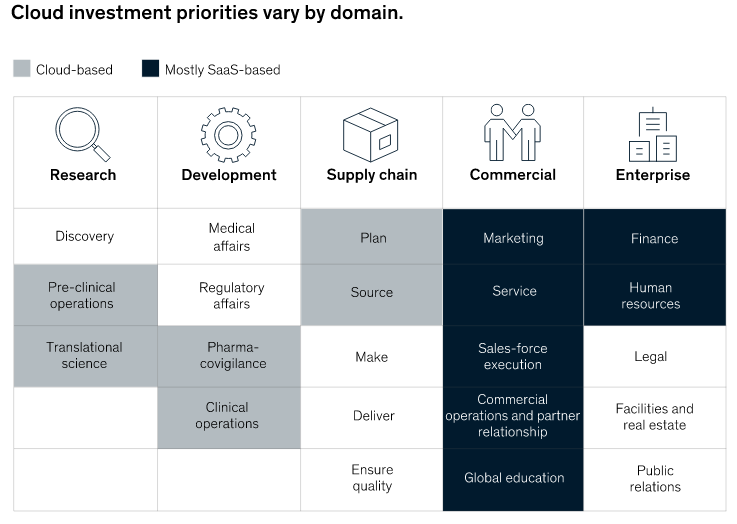 Cloud investment priorities vary by domain.
Cloud-based
Mostly SaaS-based
Research
Development
Supply chain
Commercial
Enterprise
Discovery
Medical
affairs
Plan
Marketing
Finance
Pre-clinical
operations
Regulatory
affairs
Source
Service
Human
resources
Translational
science
Pharma-
covigilance
Make
Sales-force
execution
Legal
Clinical
operations
Deliver
Commercial
operations and partner
relationship
Facilities and
real estate
Ensure
quality
Global education
Public
relations